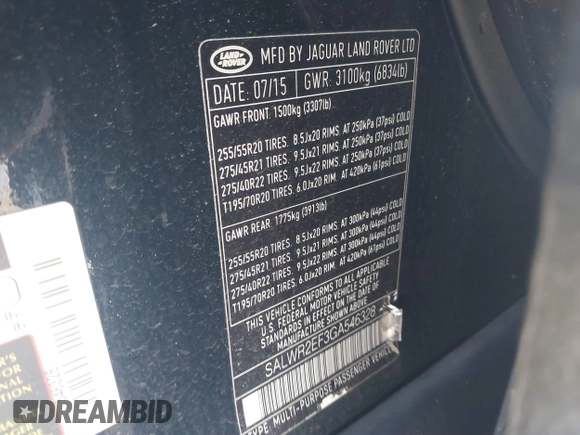 LAND ROVER
MFD BY JAGUAR LAND ROVER LTD
DATE: 07/15 GWR: 3100kg (6834lb)
GAWR FRONT: 1500kg (3307lb)
255/55R20 TIRES. 8.5Jx20 RIMS. AT 250kPa (37psi) COLD
275/45R21 TIRES. 9.5Jx21 RIMS. AT 250kPa (37psi) COLD
275/40R22 TIRES. 9.5Jx22 RIMS. AT 250kPa (37psi) COLD
T195/70R20 TIRES. 6.0Jx20 RIM. AT 420kPa (61psi) COLD
GAWR REAR: 1775kg (3913lb)
255/55R20 TIRES. 8.5Jx20 RIMS. AT 300kPa (44psi) COLD
275/45R21 TIRES. 9.5Jx21 RIMS. AT 300kPa (44psi) COLD
275/40R22 TIRES. 9.5Jx22 RIMS. AT 300kPa (44psi) COLD
T195/70R20 TIRES. 6.0Jx20 RIM. AT 420kPa (61psi) COLD
THIS VEHICLE CONFORMS TO ALL APPLICABLE
U.S. FEDERAL MOTOR VEHICLE SAFETY
STANDARDS IN EFFECT ON THE DATE OF
MANUFACTURE SHOWN ABOVE
SALWR2EF3GA546328
TYPE: MULTI-PURPOSE PASSENGER VEHICLE
DREAMBID